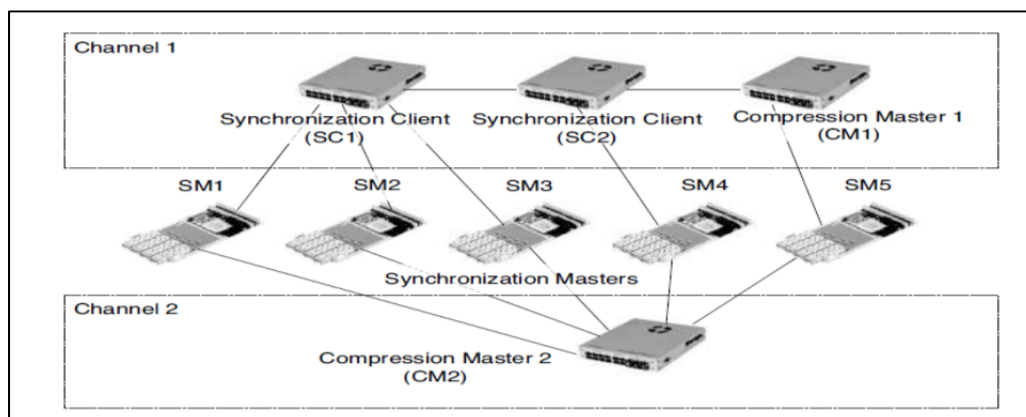 Channel 1
Synchronization Client
(SC1)
Synchronization Client
(SC2)
Compression Master 1
(CM1)
SM1
SM2
SM3
SM4
SM5
Synchronization Masters
Channel 2
Compression Master 2
(CM2)